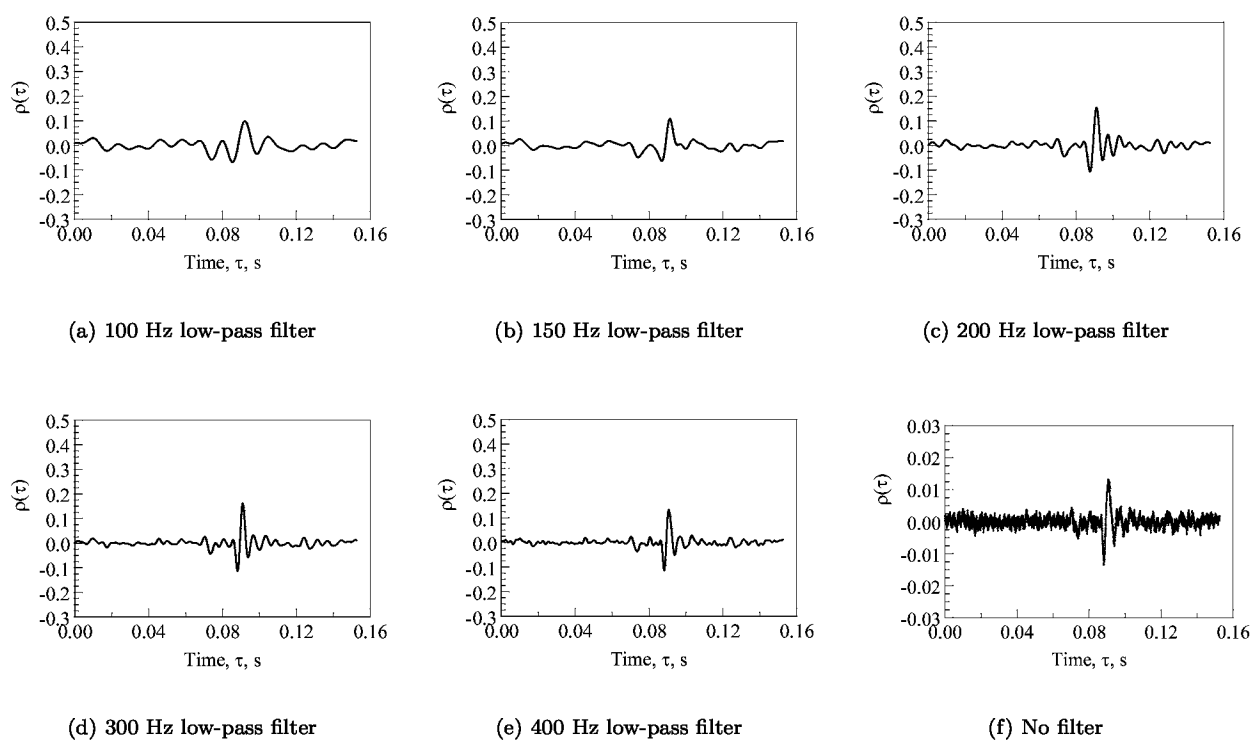 0.5 0.5 0.5
0.4 0.4 0.4
0.3 0.3 0.3
0.2 0.2 0.2
ρ(τ) 0.1 ρ(τ) 0.1 ρ(τ) 0.1
0.0 0.0 0.0
-0.1 -0.1 -0.1
-0.2 -0.2 -0.2
-0.3 -0.3 -0.3
0.00 0.04 0.08 0.12 0.16 0.00 0.04 0.08 0.12 0.16 0.00 0.04 0.08 0.12 0.16
Time, τ, s Time, τ, s Time, τ, s
(a) 100 Hz low-pass filter (b) 150 Hz low-pass filter (c) 200 Hz low-pass filter
0.5 0.5 0.03
0.4 0.4 0.02
0.3 0.3 0.01
0.2 0.2 0.00
ρ(τ) 0.1 ρ(τ) 0.1 ρ(τ) -0.01
0.0 0.0 -0.02
-0.1 -0.1 -0.03
-0.2 -0.2
-0.3 -0.3
0.00 0.04 0.08 0.12 0.16 0.00 0.04 0.08 0.12 0.16 0.00 0.04 0.08 0.12 0.16
Time, τ, s Time, τ, s Time, τ, s
(d) 300 Hz low-pass filter (e) 400 Hz low-pass filter (f) No filter